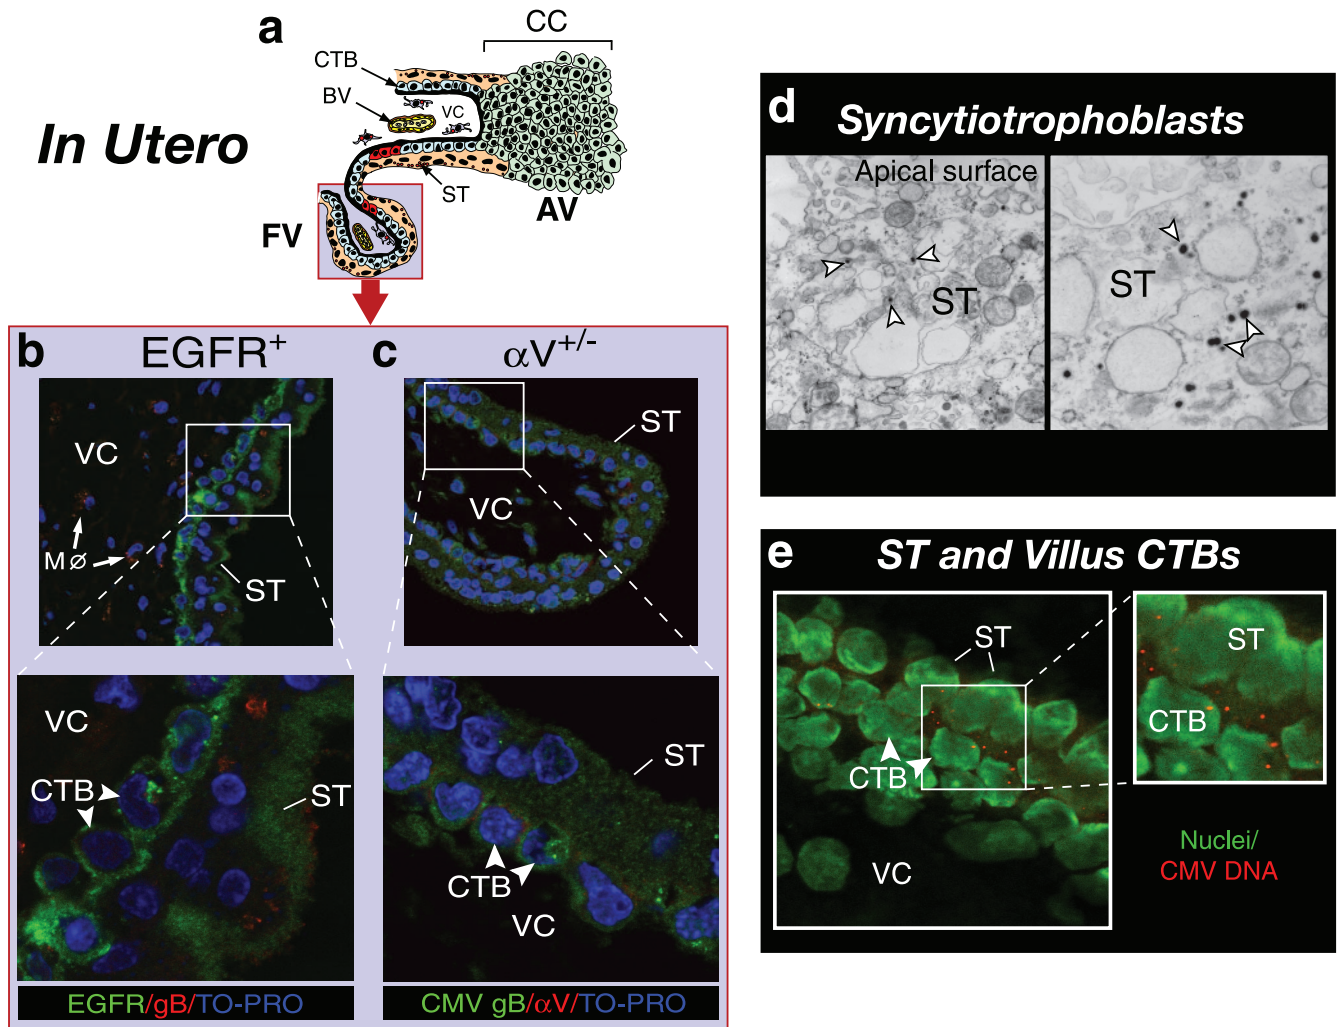 a
In Utero
CC
CTB
BV
VC
ST
AV
FV
b
EGFR+
VC
MØ
ST
VC
CTB
ST
EGFR/gB/TO-PRO
c
αV+/-
ST
VC
ST
CTB
VC
CMV gB/αV/TO-PRO
d
Syncytiotrophoblasts
Apical surface
ST
ST
e
ST and Villus CTBs
ST
CTB
VC
ST
CTB
Nuclei/
CMV DNA